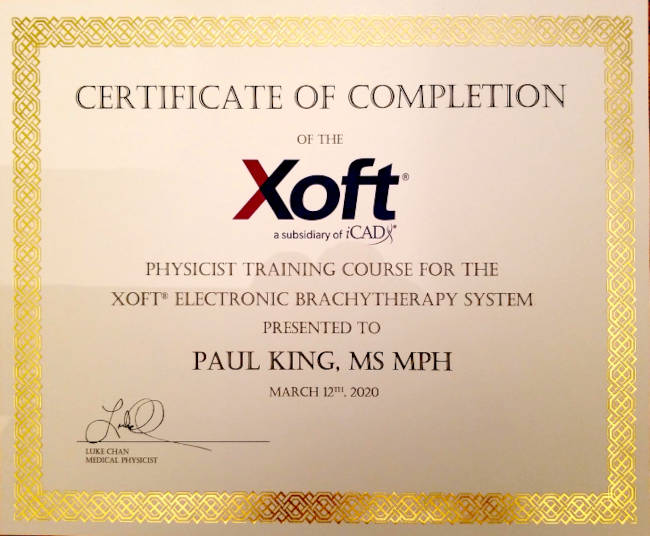 CERTIFICATE OF COMPLETION
OF THE
Xoft®
a subsidiary of iCAD®
PHYSICIST TRAINING COURSE FOR THE
XOFT® ELECTRONIC BRACHYTHERAPY SYSTEM
PRESENTED TO
PAUL KING, MS MPH
MARCH 12TH, 2020
LUKE CHAN
MEDICAL PHYSICIST